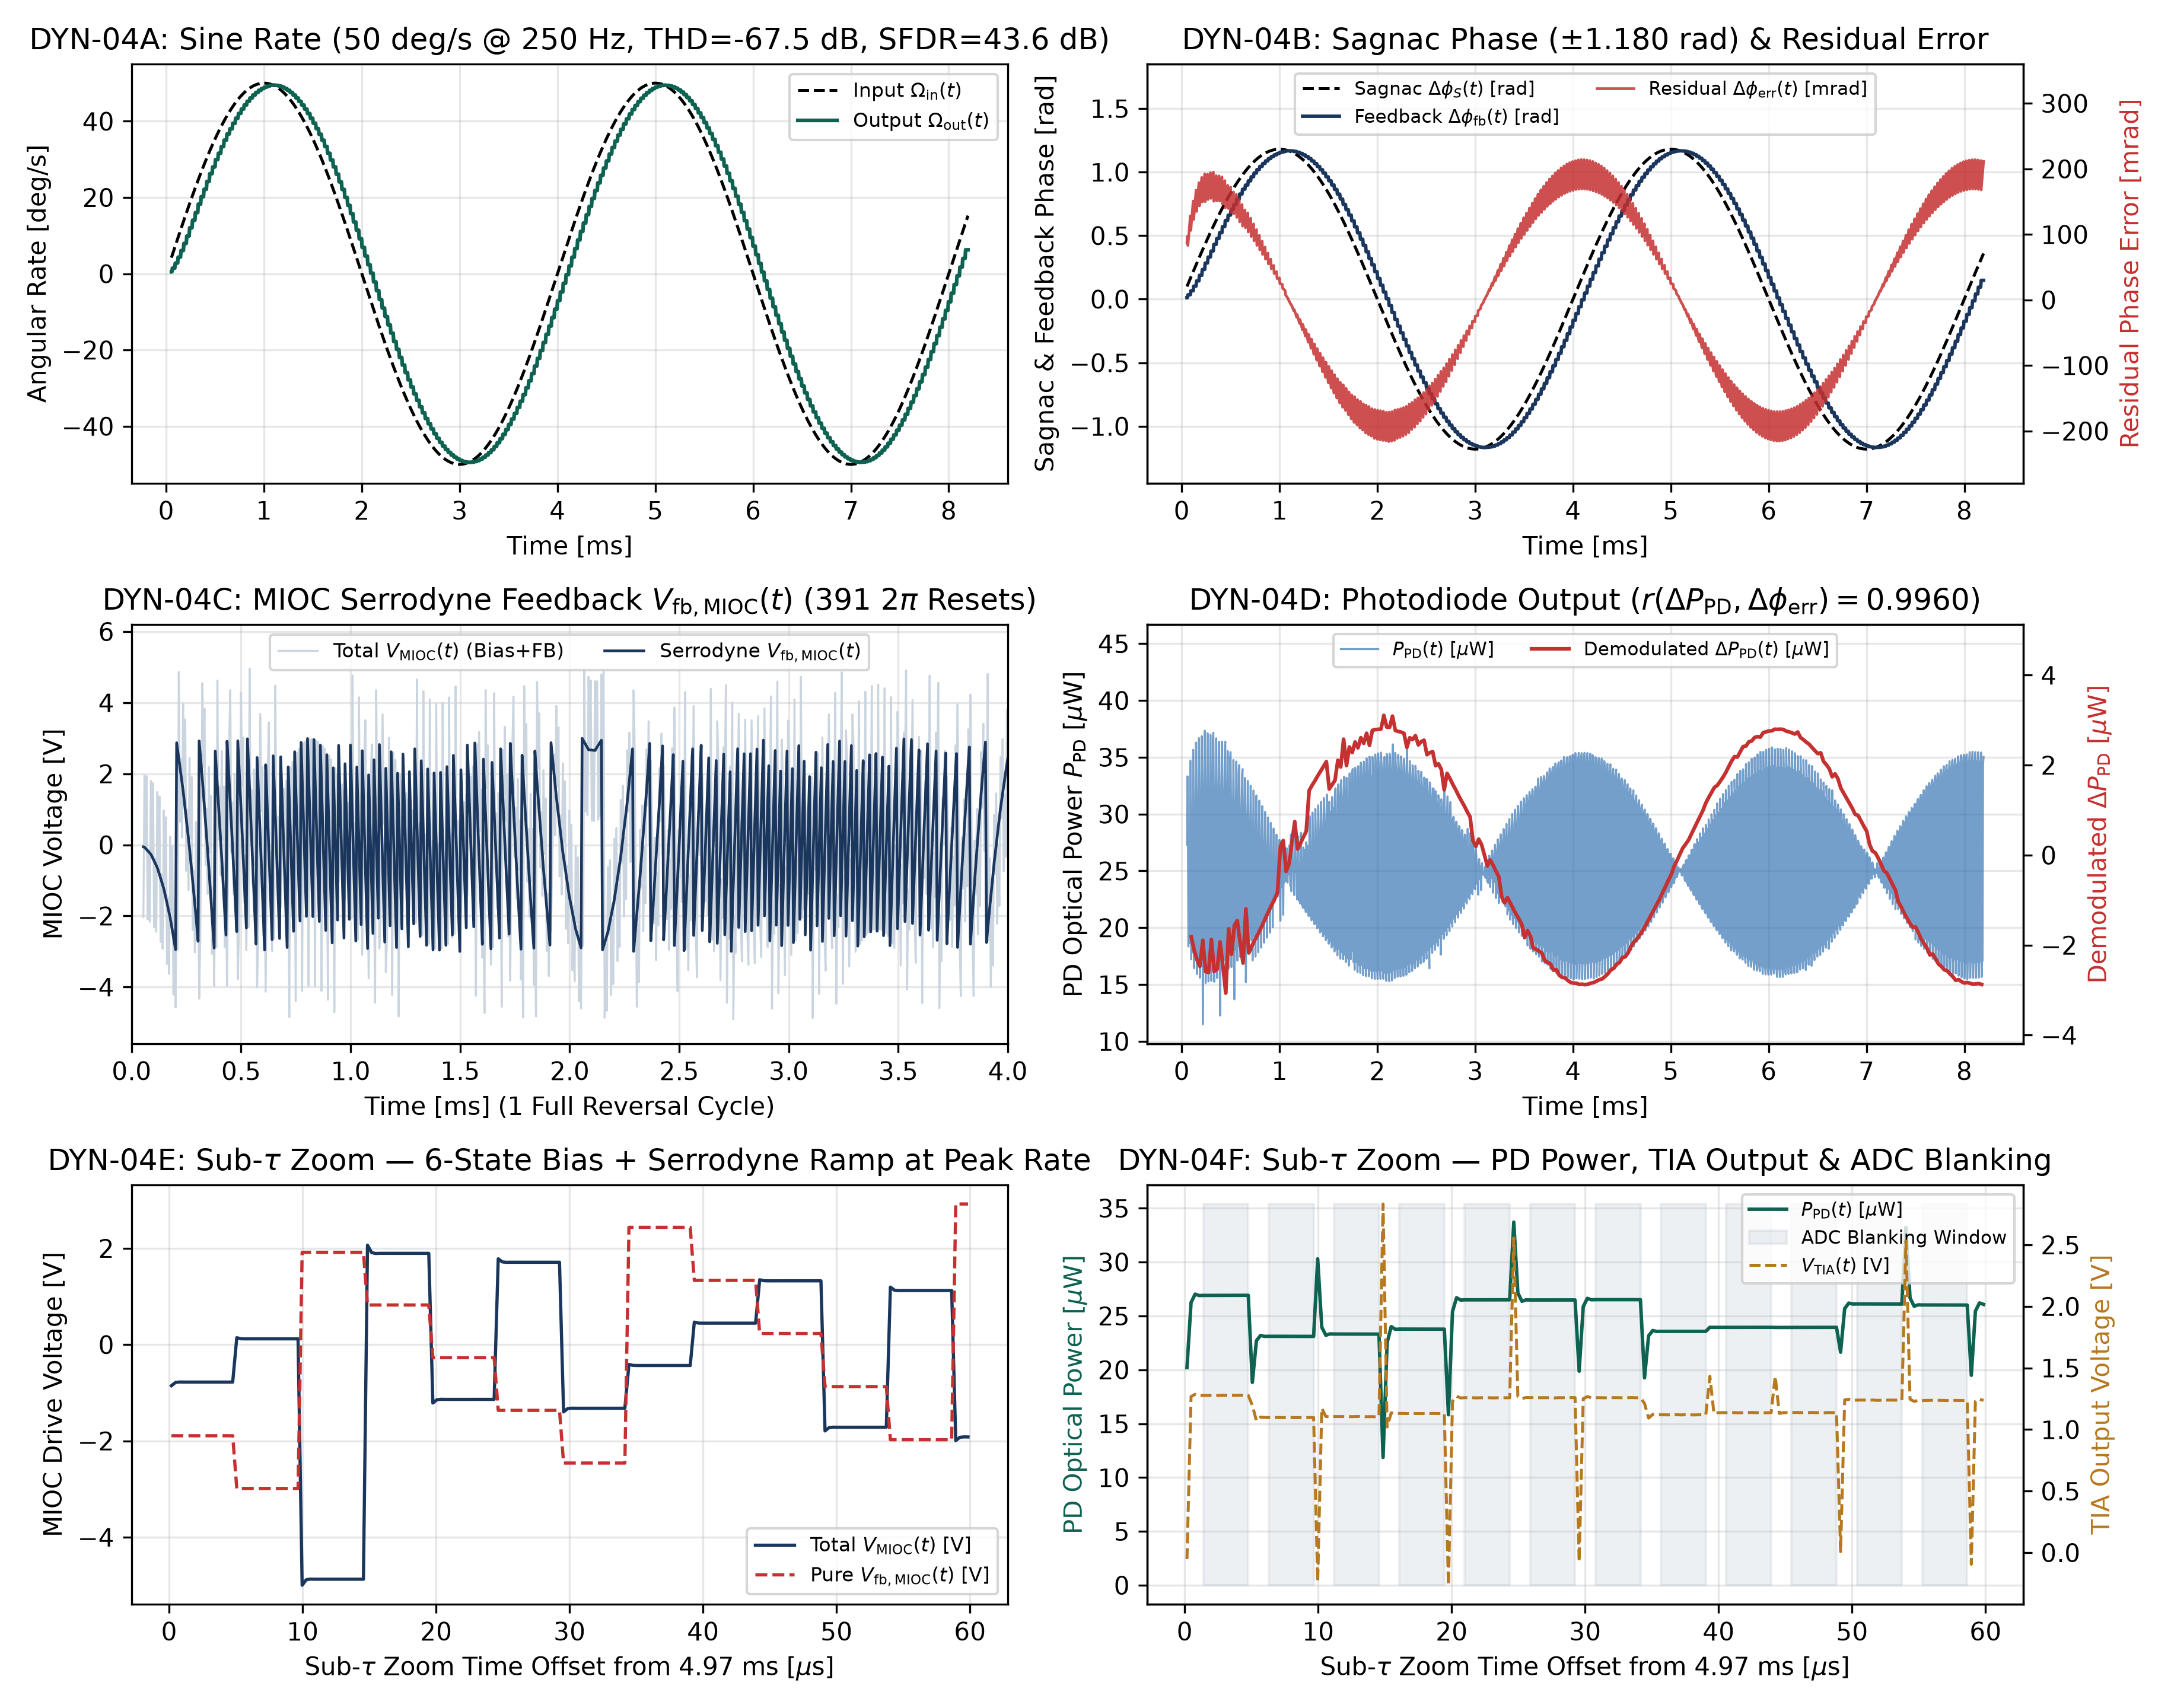 DYN-04A: Sine Rate (50 deg/s @ 250 Hz, THD=-67.5 dB, SFDR=43.6 dB)
Angular Rate [deg/s]
40
20
0
−20
−40
Input Ωin(t)
Output Ωout(t)
0 1 2 3 4 5 6 7 8
Time [ms]
DYN-04B: Sagnac Phase (±1.180 rad) & Residual Error
Sagnac & Feedback Phase [rad]
1.5
1.0
0.5
0.0
−0.5
−1.0
Sagnac Δϕs(t) [rad]
Feedback Δϕfb(t) [rad]
Residual Δϕerr(t) [mrad]
300
200
100
0
−100
−200
Residual Phase Error [mrad]
0 1 2 3 4 5 6 7 8
Time [ms]
DYN-04C: MIOC Serrodyne Feedback Vfb, MIOC(t) (391 2π Resets)
MIOC Voltage [V]
6
4
2
0
−2
−4
Total VMIOC(t) (Bias+FB)
Serrodyne Vfb, MIOC(t)
0.0 0.5 1.0 1.5 2.0 2.5 3.0 3.5 4.0
Time [ms] (1 Full Reversal Cycle)
DYN-04D: Photodiode Output (r(ΔPPD, Δϕerr) = 0.9960)
PD Optical Power PPD [μW]
45
40
35
30
25
20
15
10
PPD(t) [μW]
Demodulated ΔPPD(t) [μW]
4
2
0
−2
−4
Demodulated ΔPPD [μW]
0 1 2 3 4 5 6 7 8
Time [ms]
DYN-04E: Sub-τ Zoom — 6-State Bias + Serrodyne Ramp at Peak Rate
MIOC Drive Voltage [V]
2
0
−2
−4
Total VMIOC(t) [V]
Pure Vfb, MIOC(t) [V]
0 10 20 30 40 50 60
Sub-τ Zoom Time Offset from 4.97 ms [μs]
DYN-04F: Sub-τ Zoom — PD Power, TIA Output & ADC Blanking
PD Optical Power [μW]
35
30
25
20
15
10
5
0
PPD(t) [μW]
ADC Blanking Window
VTIA(t) [V]
2.5
2.0
1.5
1.0
0.5
0.0
TIA Output Voltage [V]
0 10 20 30 40 50 60
Sub-τ Zoom Time Offset from 4.97 ms [μs]